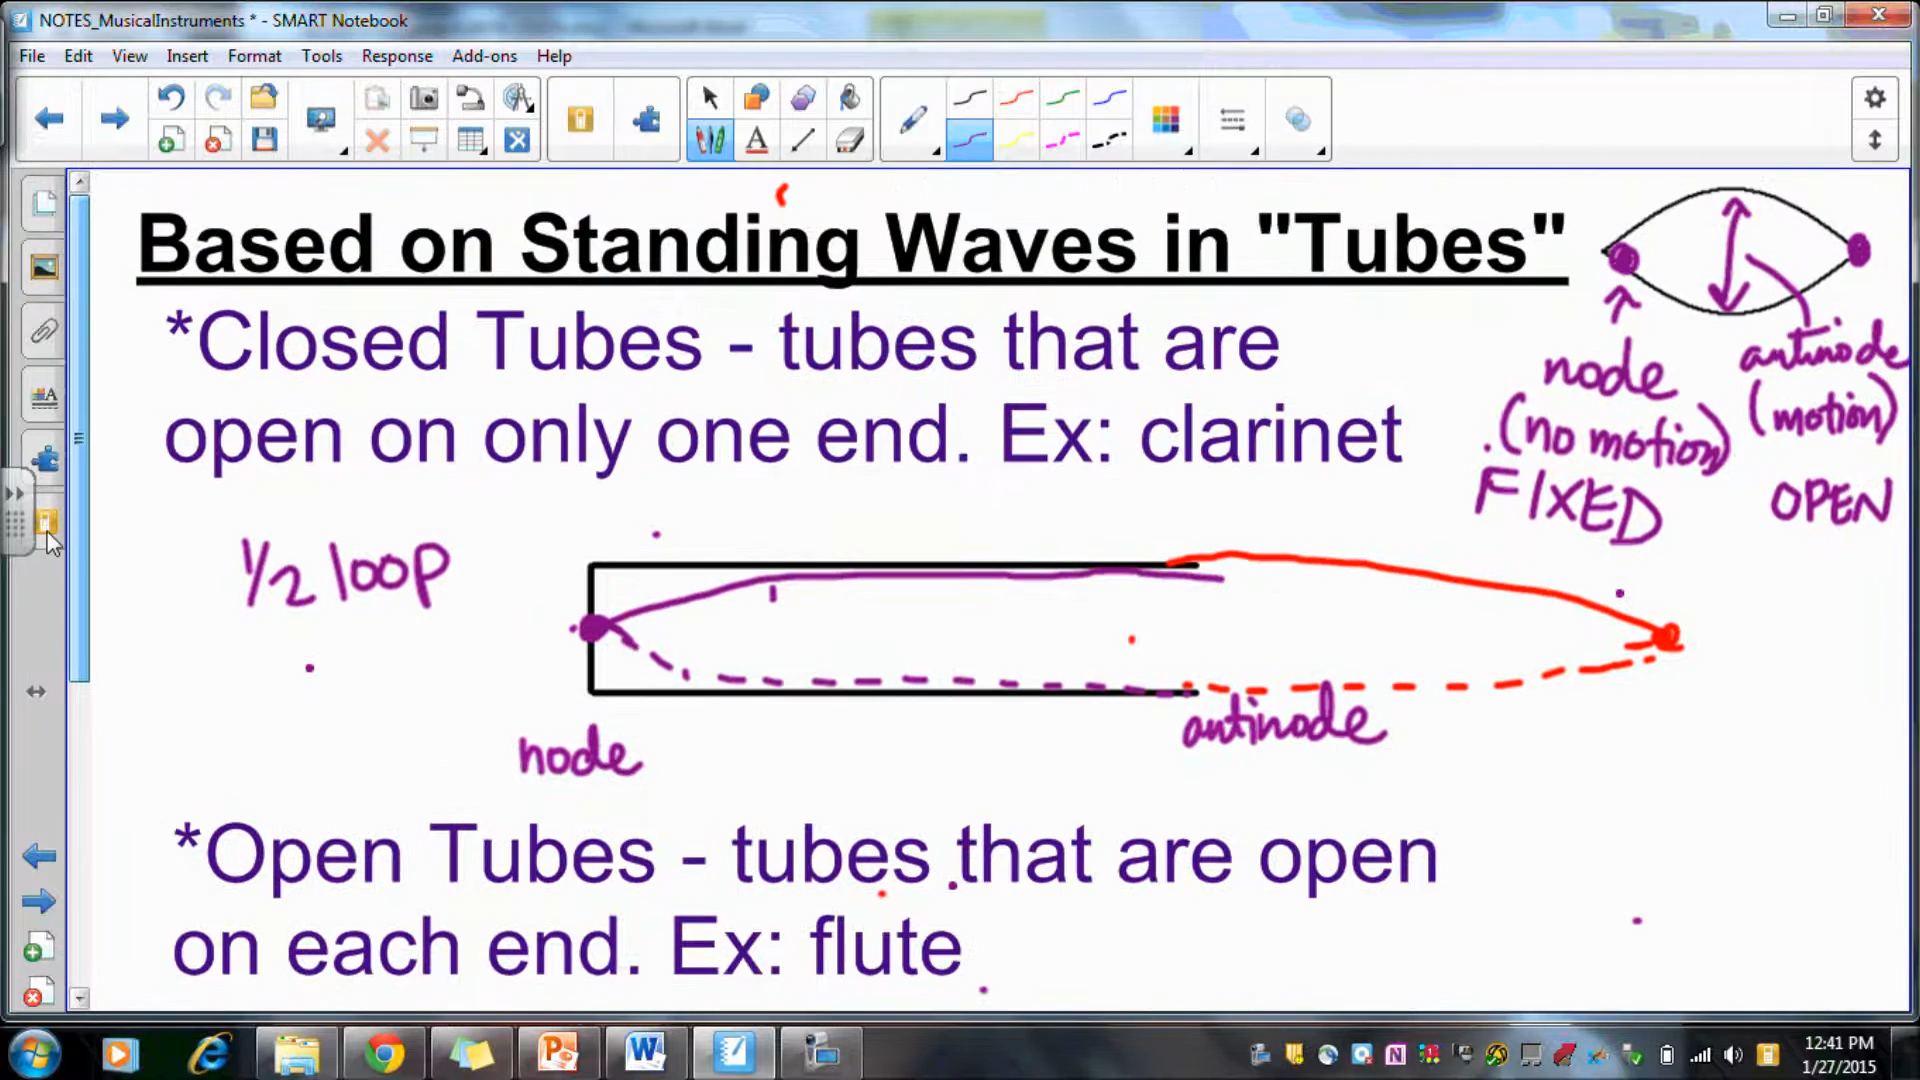 NOTES_MusicalInstruments * - SMART Notebook
File Edit View Insert Format Tools Response Add-ons Help
Based on Standing Waves in "Tubes"
*Closed Tubes - tubes that are
open on only one end. Ex: clarinet
node
(no motion)
FIXED
antinode
(motion)
OPEN
1/2 loop
node
antinode
*Open Tubes - tubes that are open
on each end. Ex: flute
12:41 PM
1/27/2015